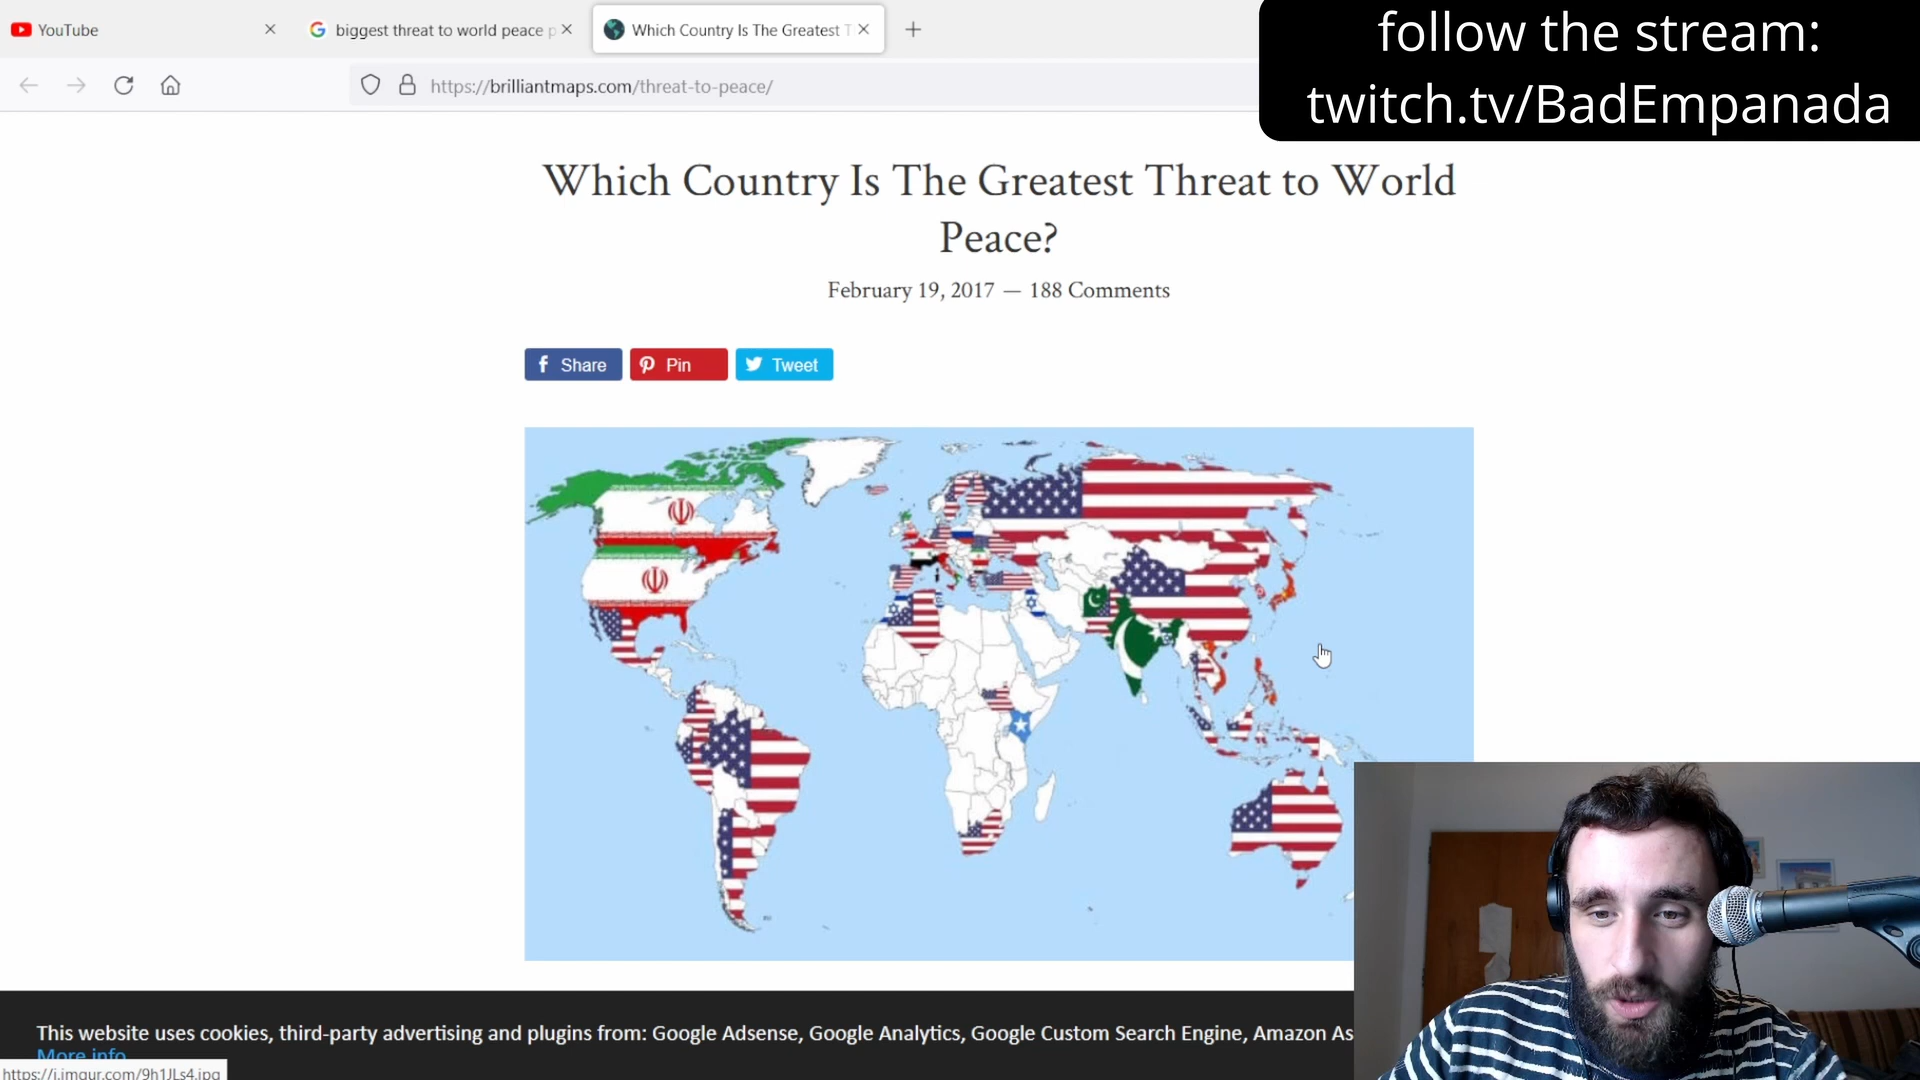 YouTube
biggest threat to world peace p
Which Country Is The Greatest T
follow the stream:
twitch.tv/BadEmpanada
https://brilliantmaps.com/threat-to-peace/
Which Country Is The Greatest Threat to World
Peace?
February 19, 2017 — 188 Comments
Share
Pin
Tweet
This website uses cookies, third-party advertising and plugins from: Google Adsense, Google Analytics, Google Custom Search Engine, Amazon As
More info
https://i.imgur.com/9h1JLs4.jpg